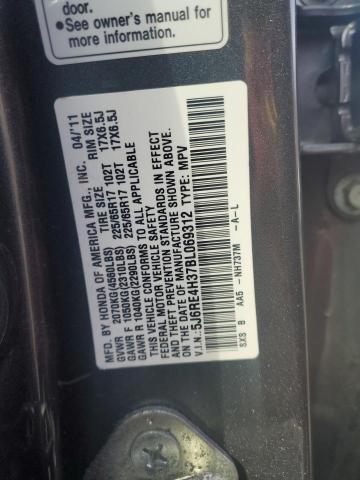 door.
•See owner's manual
for more information.
MFD. BY HONDA OF AMERICA MFG., INC. 04/'11
TIRE SIZE RIM SIZE
GVWR 2070KG(4560LBS) 225/65R17 102T 17X6.5J
GAWR F 1050KG(2310LBS) 225/65R17 102T 17X6.5J
GAWR R 1040KG(2290LBS)
THIS VEHICLE CONFORMS TO ALL APPLICABLE
FEDERAL MOTOR VEHICLE SAFETY
AND THEFT PREVENTION STANDARDS IN EFFECT
ON THE DATE OF MANUFACTURE SHOWN ABOVE.
V.I.N.:5J6RE4H37BL069312 TYPE: MPV
SXS B AA5 -NH737M -A-L